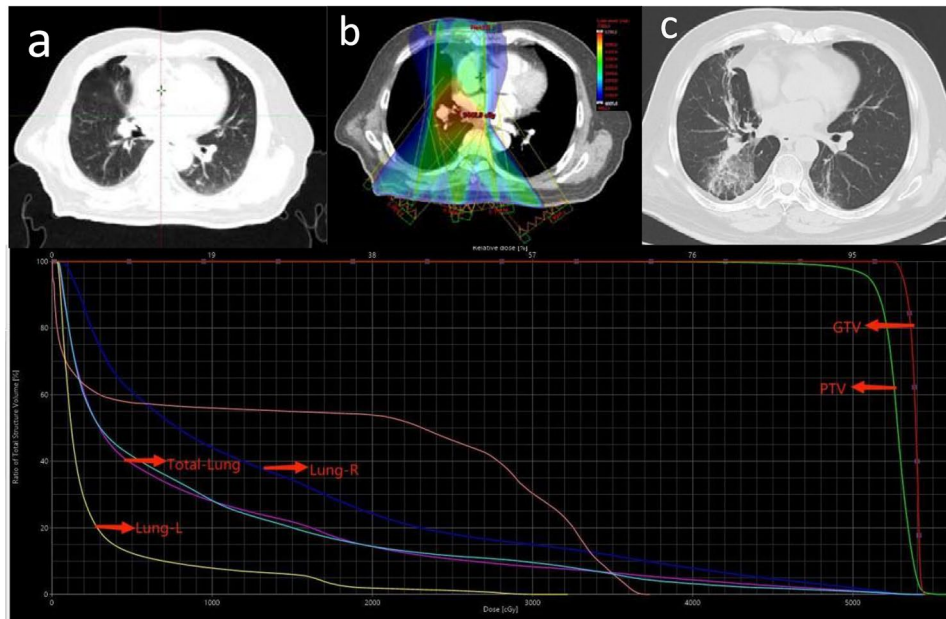 a
b
c
Relative dose [%]
19
38
57
76
95
100
80
60
40
20
0
Ratio of Total Structure Volume [%]
GTV
PTV
Total-Lung
Lung-R
Lung-L
0
1000
2000
3000
4000
5000
Dose [cGy]